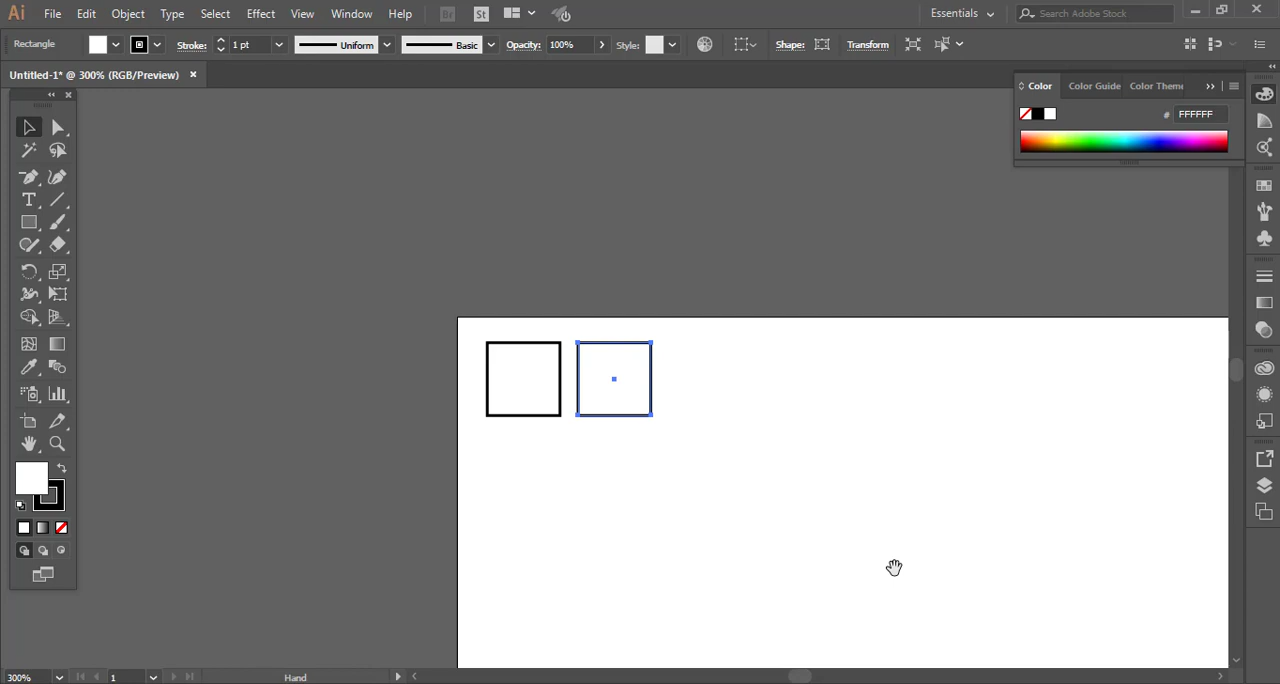 Ai File Edit Object Type Select Effect View Window Help Br St Essentials Search Adobe Stock
Rectangle Stroke: 1 pt Uniform Basic Opacity: 100% Style: Shape: Transform
Untitled-1* @ 300% (RGB/Preview)
Color Color Guide Color Theme
# FFFFFF
T
300% 1 Hand